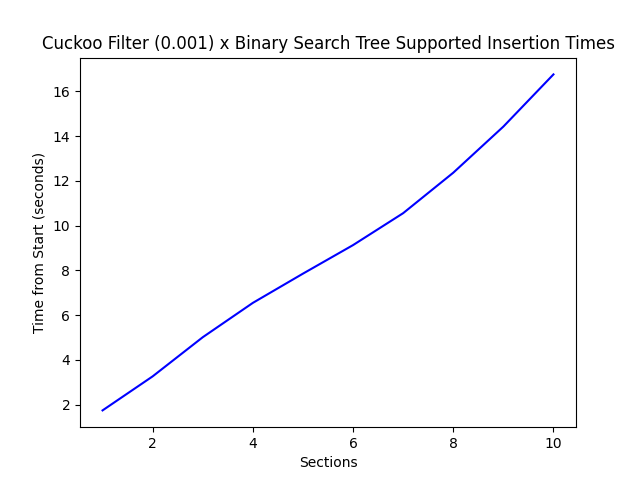 Cuckoo Filter (0.001) x Binary Search Tree Supported Insertion Times
16
14
12
10
8
6
4
2
Time from Start (seconds)
2 4 6 8 10
Sections